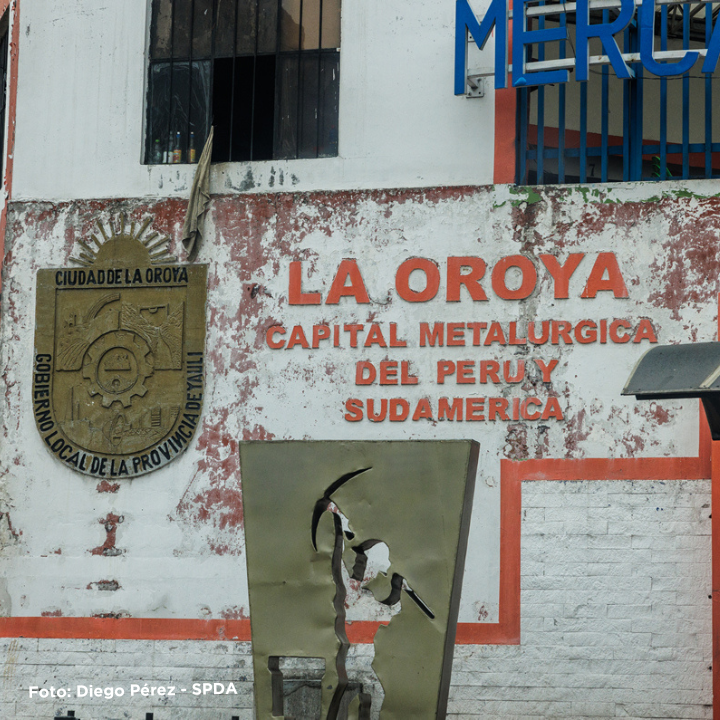 MERCA
CIUDAD DE LA OROYA
GOBIERNO LOCAL DE LA PROVINCIA DE YAULI
LA OROYA
CAPITAL METALURGICA
DEL PERU Y
SUDAMERICA
Foto: Diego Pérez - SPDA